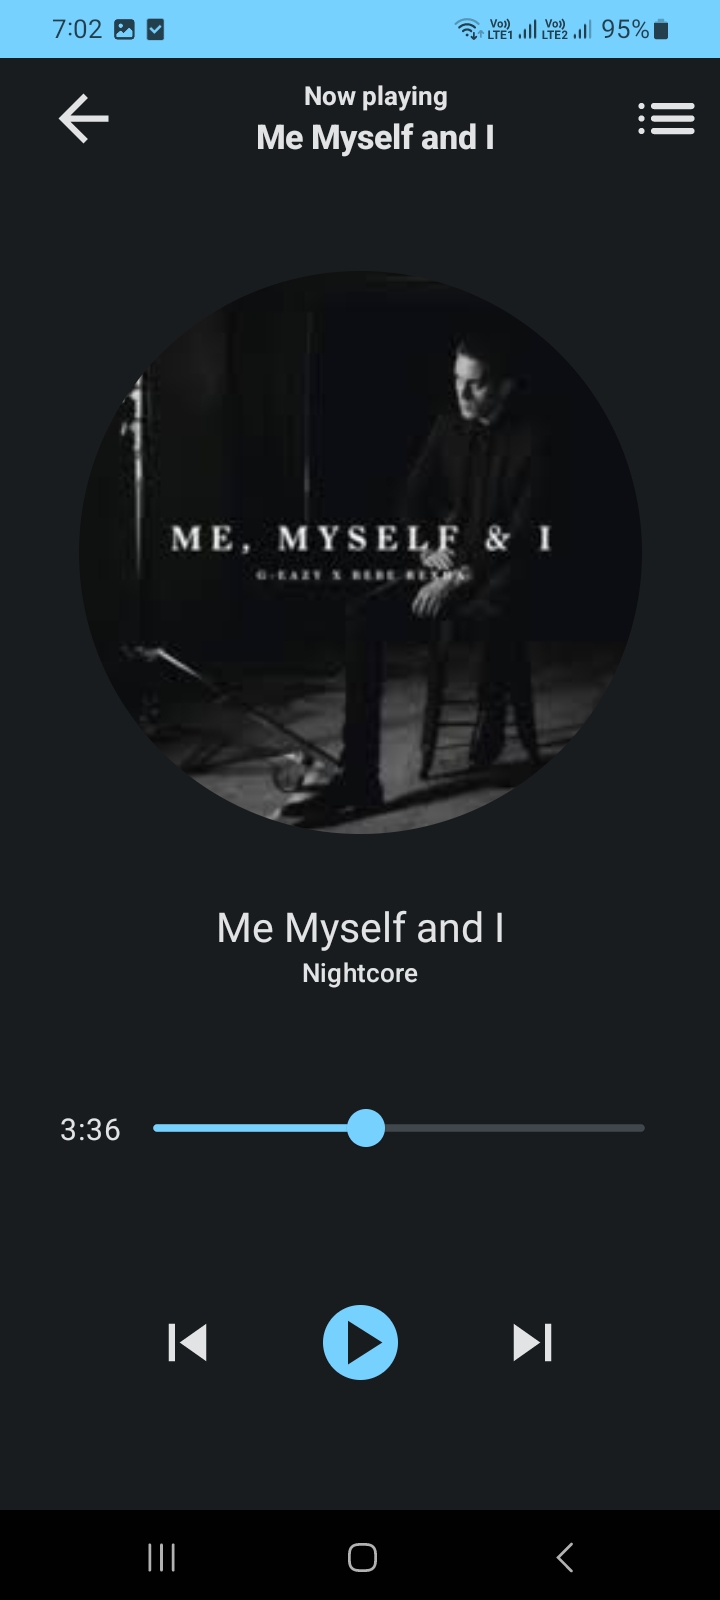 7:02 Vo)) LTE1 Vo)) LTE2 95%
Now playing
Me Myself and I
ME, MYSELF & I
G-EAZY X BEBE REXHA
Me Myself and I
Nightcore
3:36